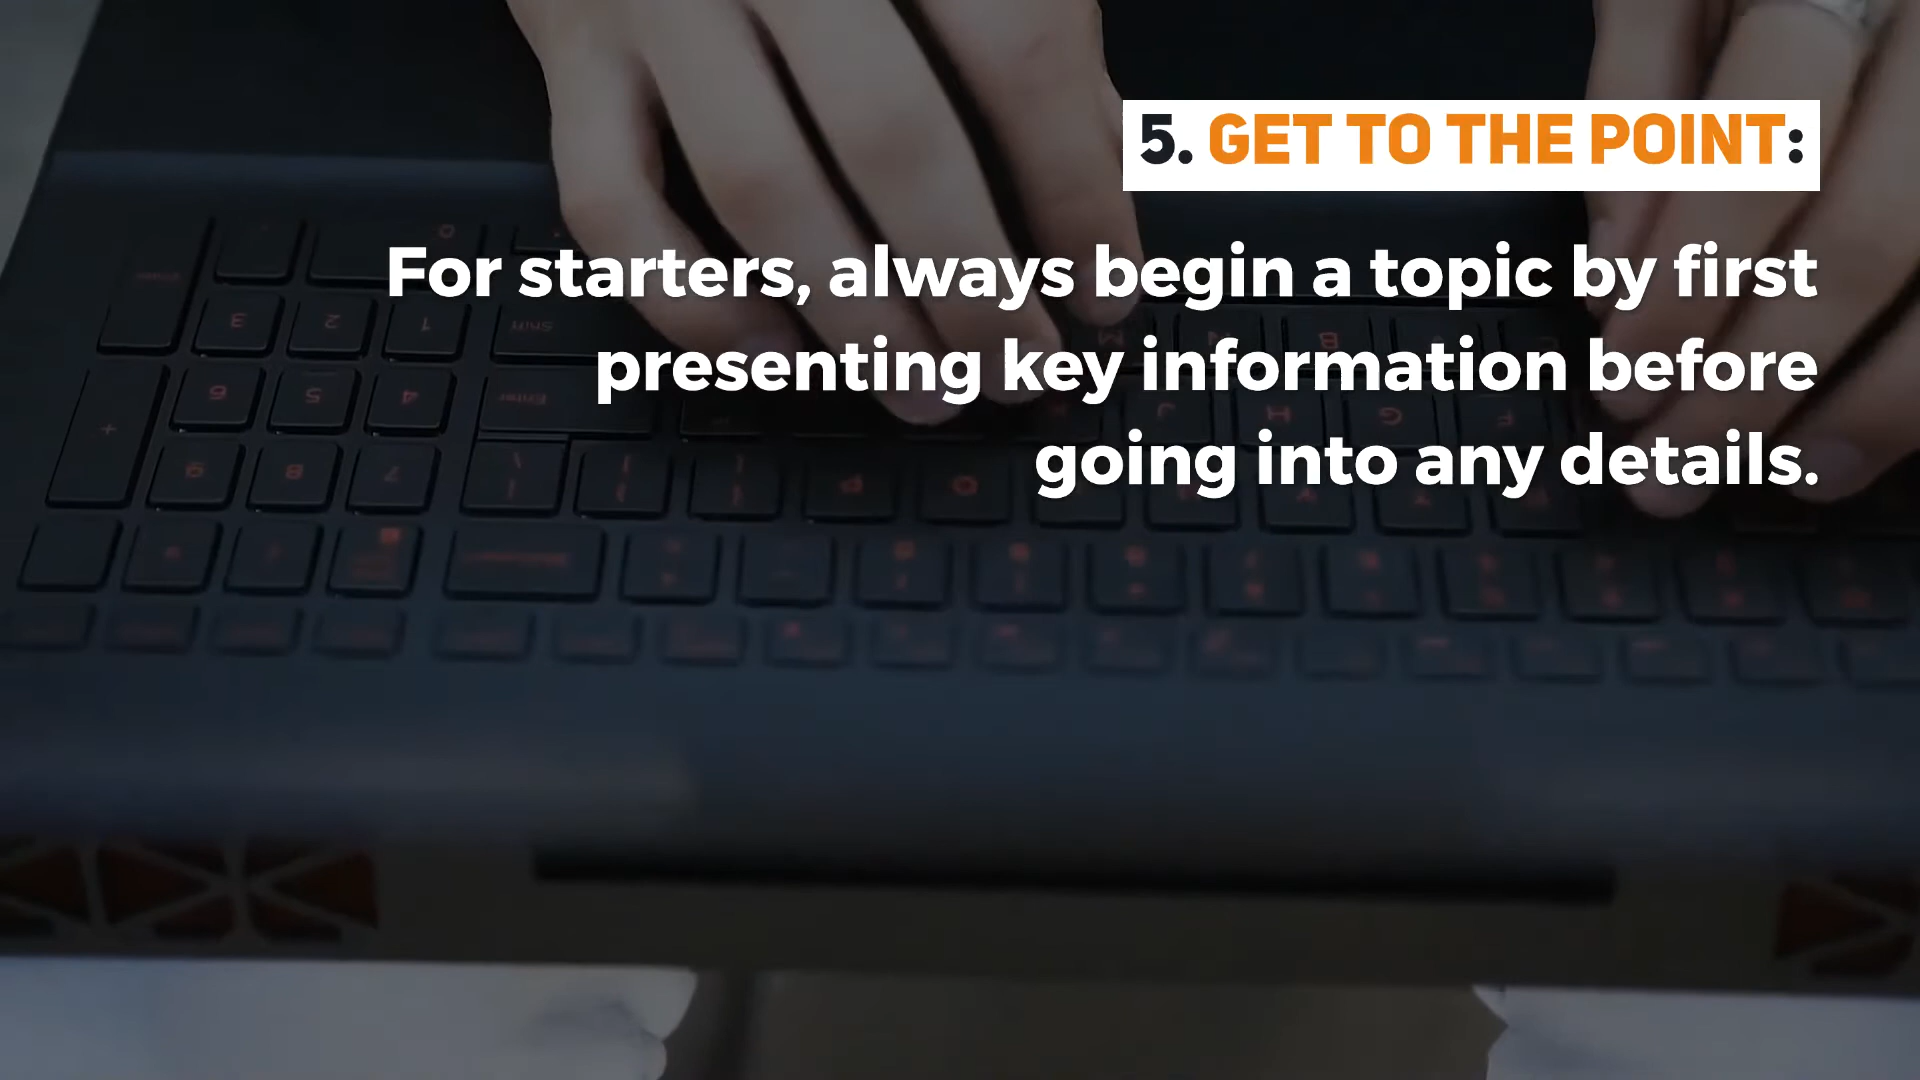 5. GET TO THE POINT:
For starters, always begin a topic by first
presenting key information before
going into any details.